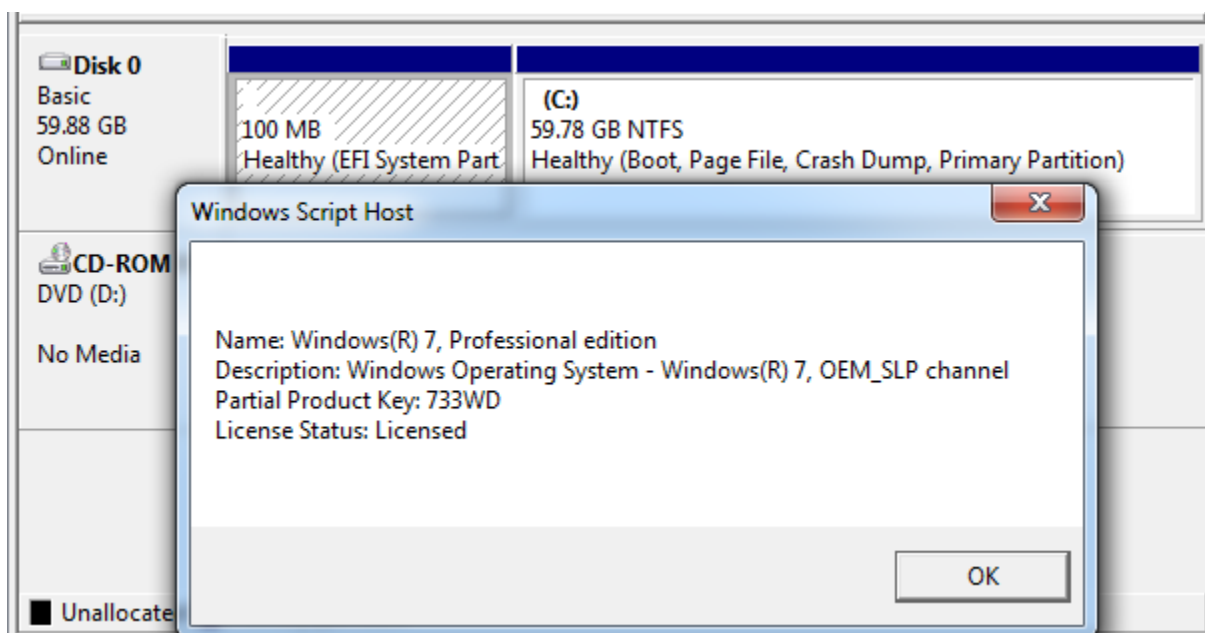 Disk 0
Basic
59.88 GB
Online
100 MB
Healthy (EFI System Part
(C:)
59.78 GB NTFS
Healthy (Boot, Page File, Crash Dump, Primary Partition)
CD-ROM
DVD (D:)
No Media
Windows Script Host
Name: Windows(R) 7, Professional edition
Description: Windows Operating System - Windows(R) 7, OEM_SLP channel
Partial Product Key: 733WD
License Status: Licensed
OK
Unallocate